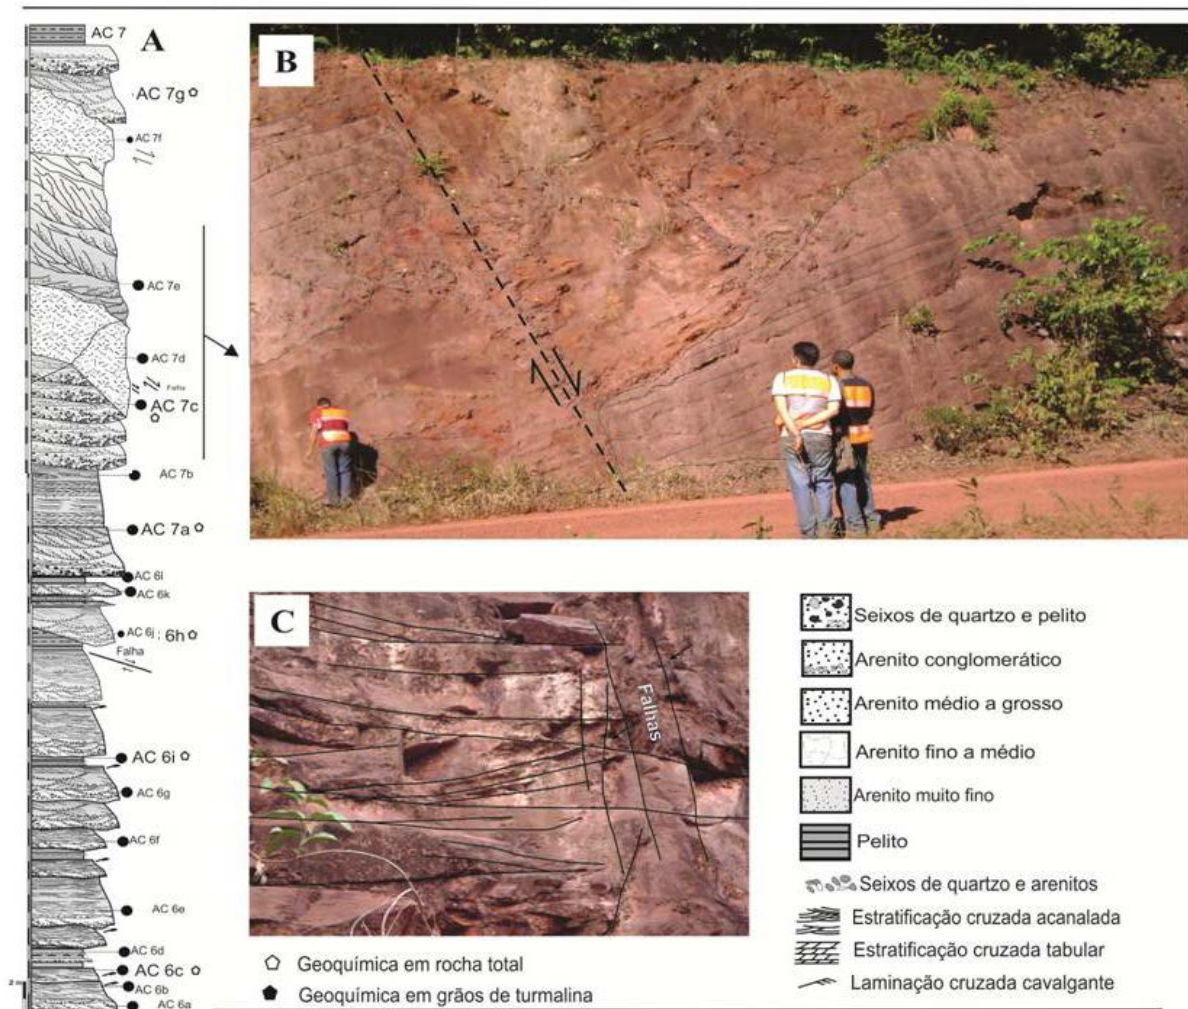 A
AC 7
AC 7g
AC 7f
AC 7e
AC 7d
Falha
AC 7c
AC 7b
AC 7a
AC 6l
AC 6k
AC 6j : 6h
Falha
AC 6i
AC 6g
AC 6f
AC 6e
AC 6d
AC 6c
AC 6b
2 m
AC 6a
B
C
Falhas
Geoquímica em rocha total
Geoquímica em grãos de turmalina
Seixos de quartzo e pelito
Arenito conglomerático
Arenito médio a grosso
Arenito fino a médio
Arenito muito fino
Pelito
Seixos de quartzo e arenitos
Estratificação cruzada acanalada
Estratificação cruzada tabular
Laminação cruzada cavalgante